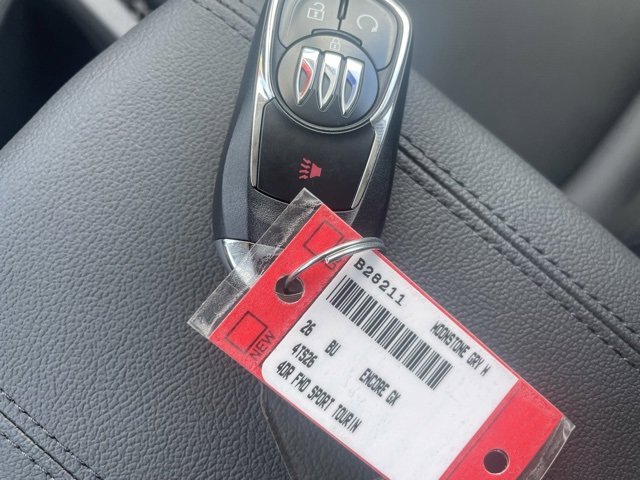 NEW
B26211 MOONSTONE GRY M
26 BU ENCORE GX
4TS26
4DR FWD SPORT TOURIN